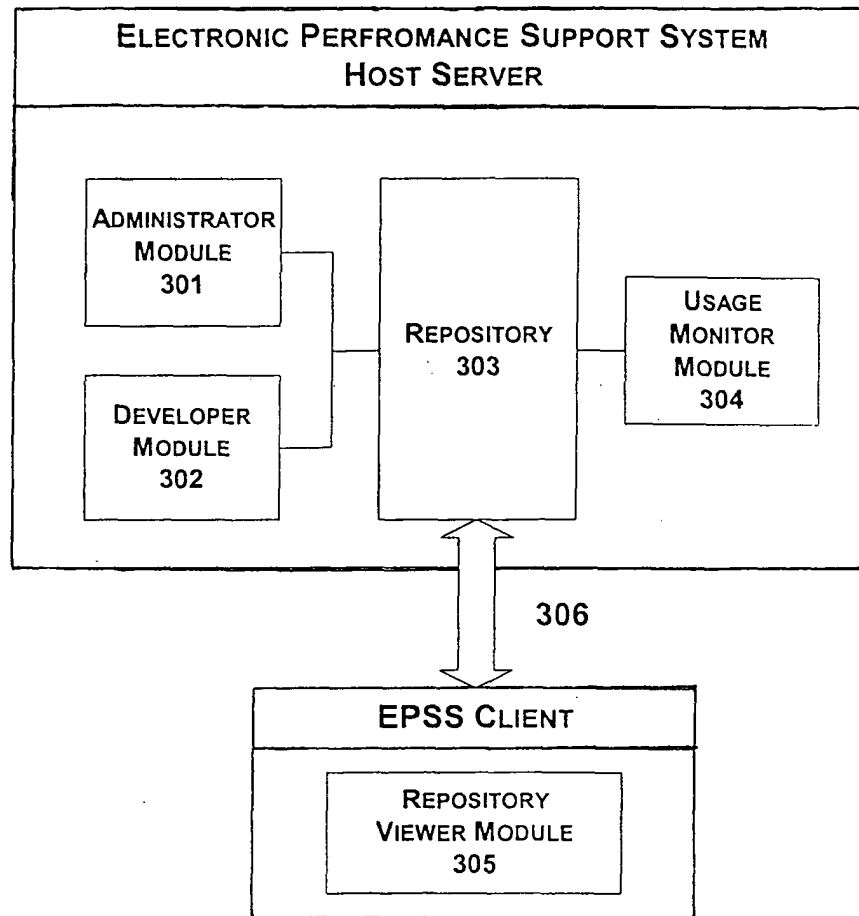 ELECTRONIC PERFROMANCE SUPPORT SYSTEM
HOST SERVER
ADMINISTRATOR
MODULE
301
DEVELOPER
MODULE
302
REPOSITORY
303
USAGE
MONITOR
MODULE
304
306
EPSS CLIENT
REPOSITORY
VIEWER MODULE
305